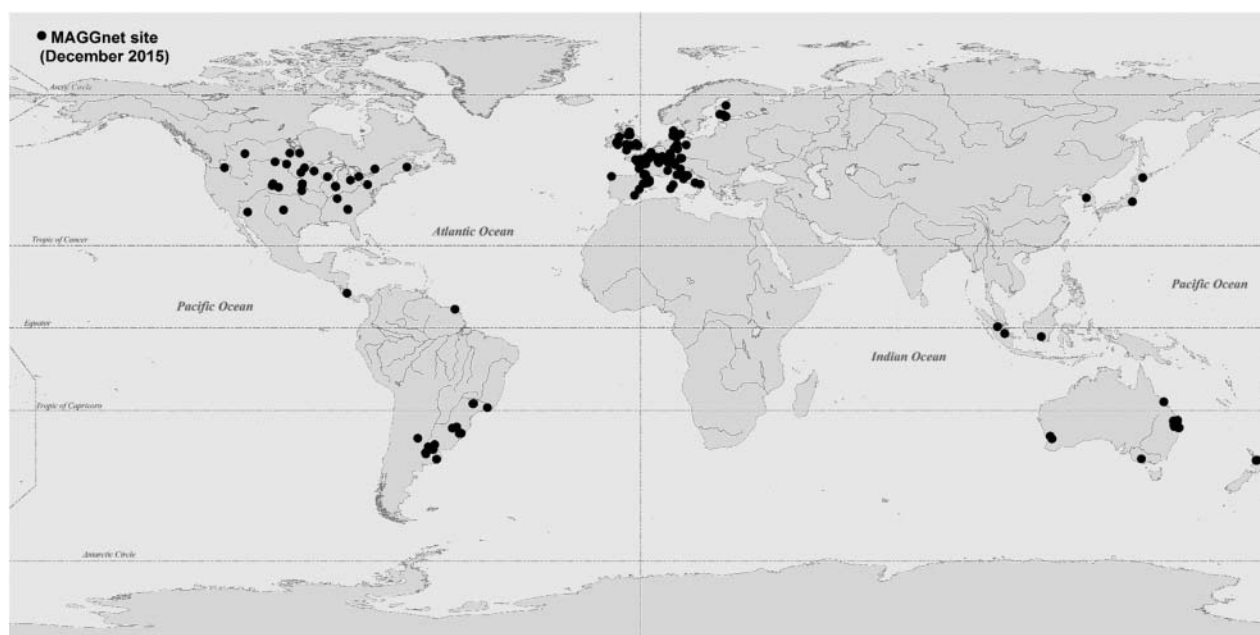 MAGGnet site
(December 2015)
Arctic Circle
Atlantic Ocean
Tropic of Cancer
Pacific Ocean
Pacific Ocean
Equator
Indian Ocean
Tropic of Capricorn
Antarctic Circle